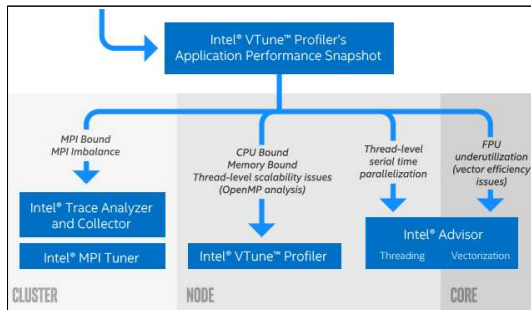 Intel® VTune™ Profiler's
Application Performance Snapshot
MPI Bound
MPI Imbalance
CPU Bound
Memory Bound
Thread-level scalability issues
(OpenMP analysis)
Thread-level
serial time
parallelization
FPU
underutilization
(vector efficiency
issues)
Intel® Trace Analyzer
and Collector
Intel® MPI Tuner
Intel® VTune™ Profiler
Intel® Advisor
Threading
Vectorization
CLUSTER
NODE
CORE